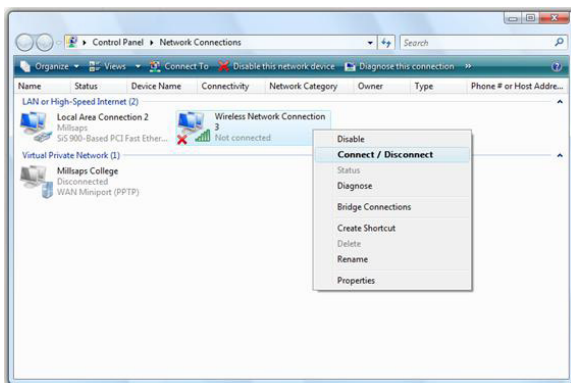 Control Panel Network Connections
Search
Organize Views Connect To Disable this network device Diagnose this connection »
Name Status Device Name Connectivity Network Category Owner Type Phone # or Host Addre...
LAN or High-Speed Internet (2)
Local Area Connection 2
Millsaps
SiS 900-Based PCI Fast Ether...
Wireless Network Connection
3
Not connected
Virtual Private Network (1)
Millsaps College
Disconnected
WAN Miniport (PPTP)
Disable
Connect / Disconnect
Status
Diagnose
Bridge Connections
Create Shortcut
Delete
Rename
Properties